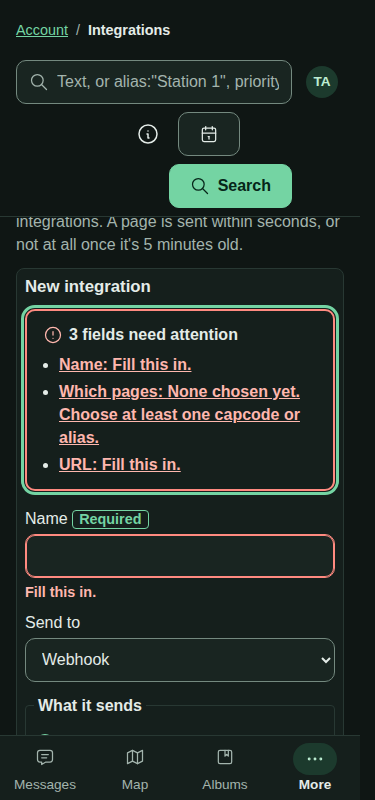 Account / Integrations
Text, or alias:"Station 1", priority
TA
Search
integrations. A page is sent within seconds, or
not at all once it's 5 minutes old.
New integration
3 fields need attention
Name: Fill this in.
Which pages: None chosen yet.
Choose at least one capcode or
alias.
URL: Fill this in.
Name Required
Fill this in.
Send to
Webhook
What it sends
Messages Map Albums More